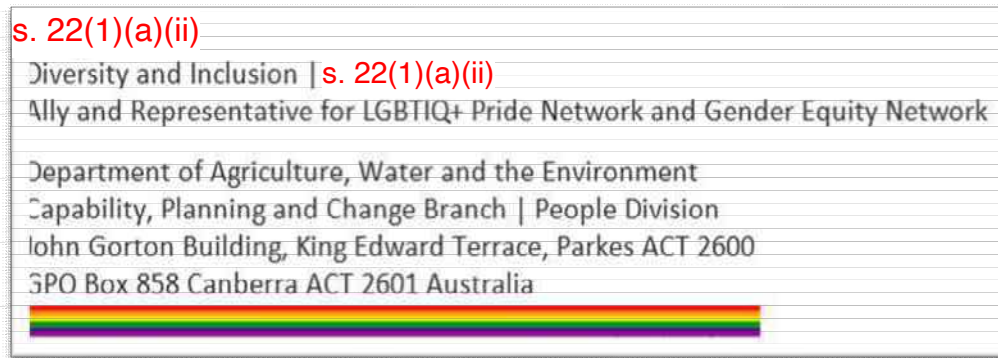 s. 22(1)(a)(ii)
Diversity and Inclusion | s. 22(1)(a)(ii)
Ally and Representative for LGBTIQ+ Pride Network and Gender Equity Network
Department of Agriculture, Water and the Environment
Capability, Planning and Change Branch | People Division
John Gorton Building, King Edward Terrace, Parkes ACT 2600
GPO Box 858 Canberra ACT 2601 Australia